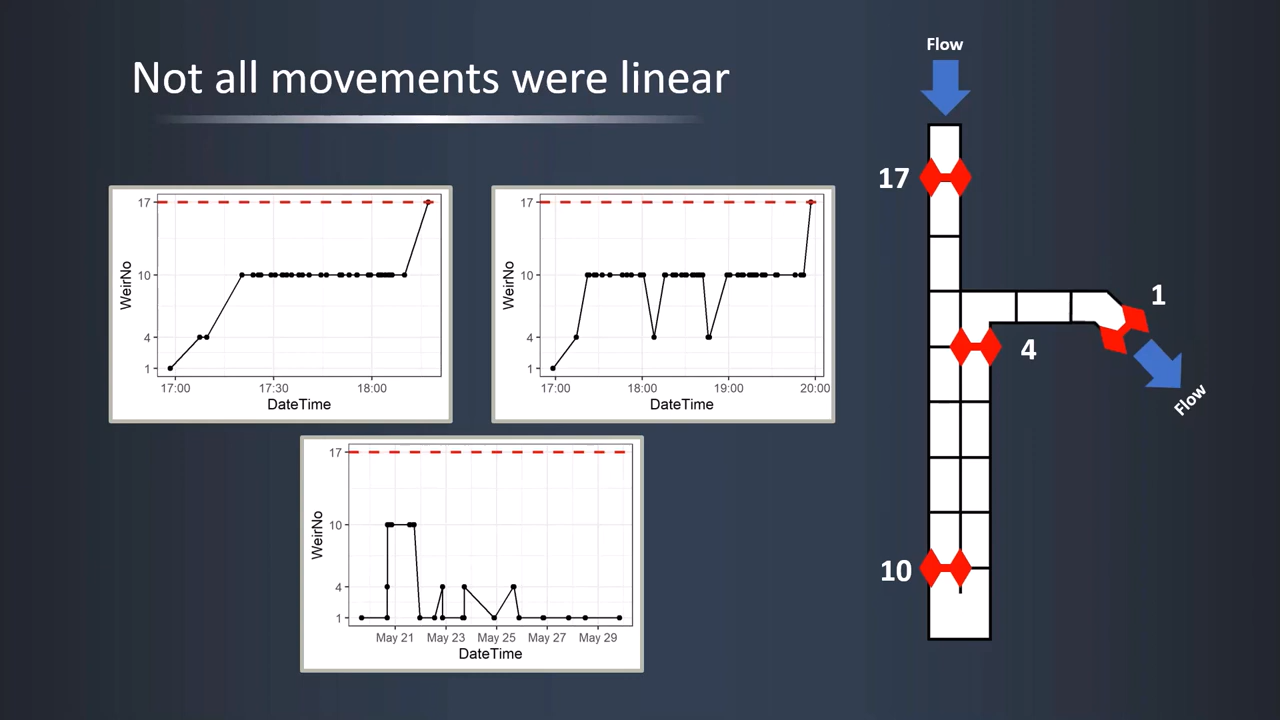 Not all movements were linear
17
10
4
1
WeirNo
17:00
17:30
18:00
DateTime
17
10
4
1
WeirNo
17:00
18:00
19:00
20:00
DateTime
17
10
4
1
WeirNo
May 21
May 23
May 25
May 27
May 29
DateTime
Flow
17
1
4
Flow
10